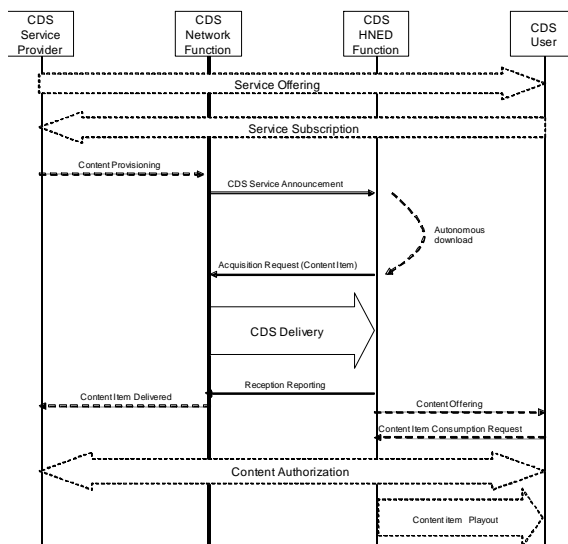 CDS
Service
Provider
CDS
Network
Function
CDS
HNED
Function
CDS
User
Service Offering
Service Subscription
Content Provisioning
CDS Service Announcement
Autonomous
download
Acquisition Request (Content Item)
CDS Delivery
Reception Reporting
Content Item Delivered
Content Offering
Content Item Consumption Request
Content Authorization
Content item Playout